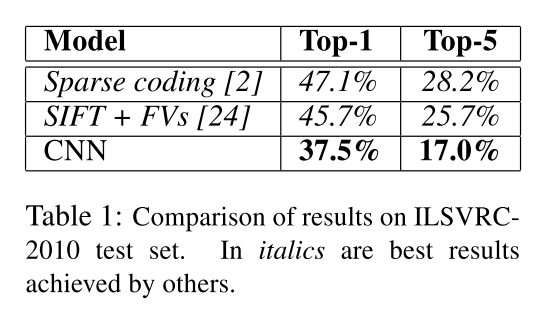 Model Top-1 Top-5
Sparse coding [2] 47.1% 28.2%
SIFT + FVs [24] 45.7% 25.7%
CNN 37.5% 17.0%
Table 1: Comparison of results on ILSVRC-
2010 test set. In italics are best results
achieved by others.